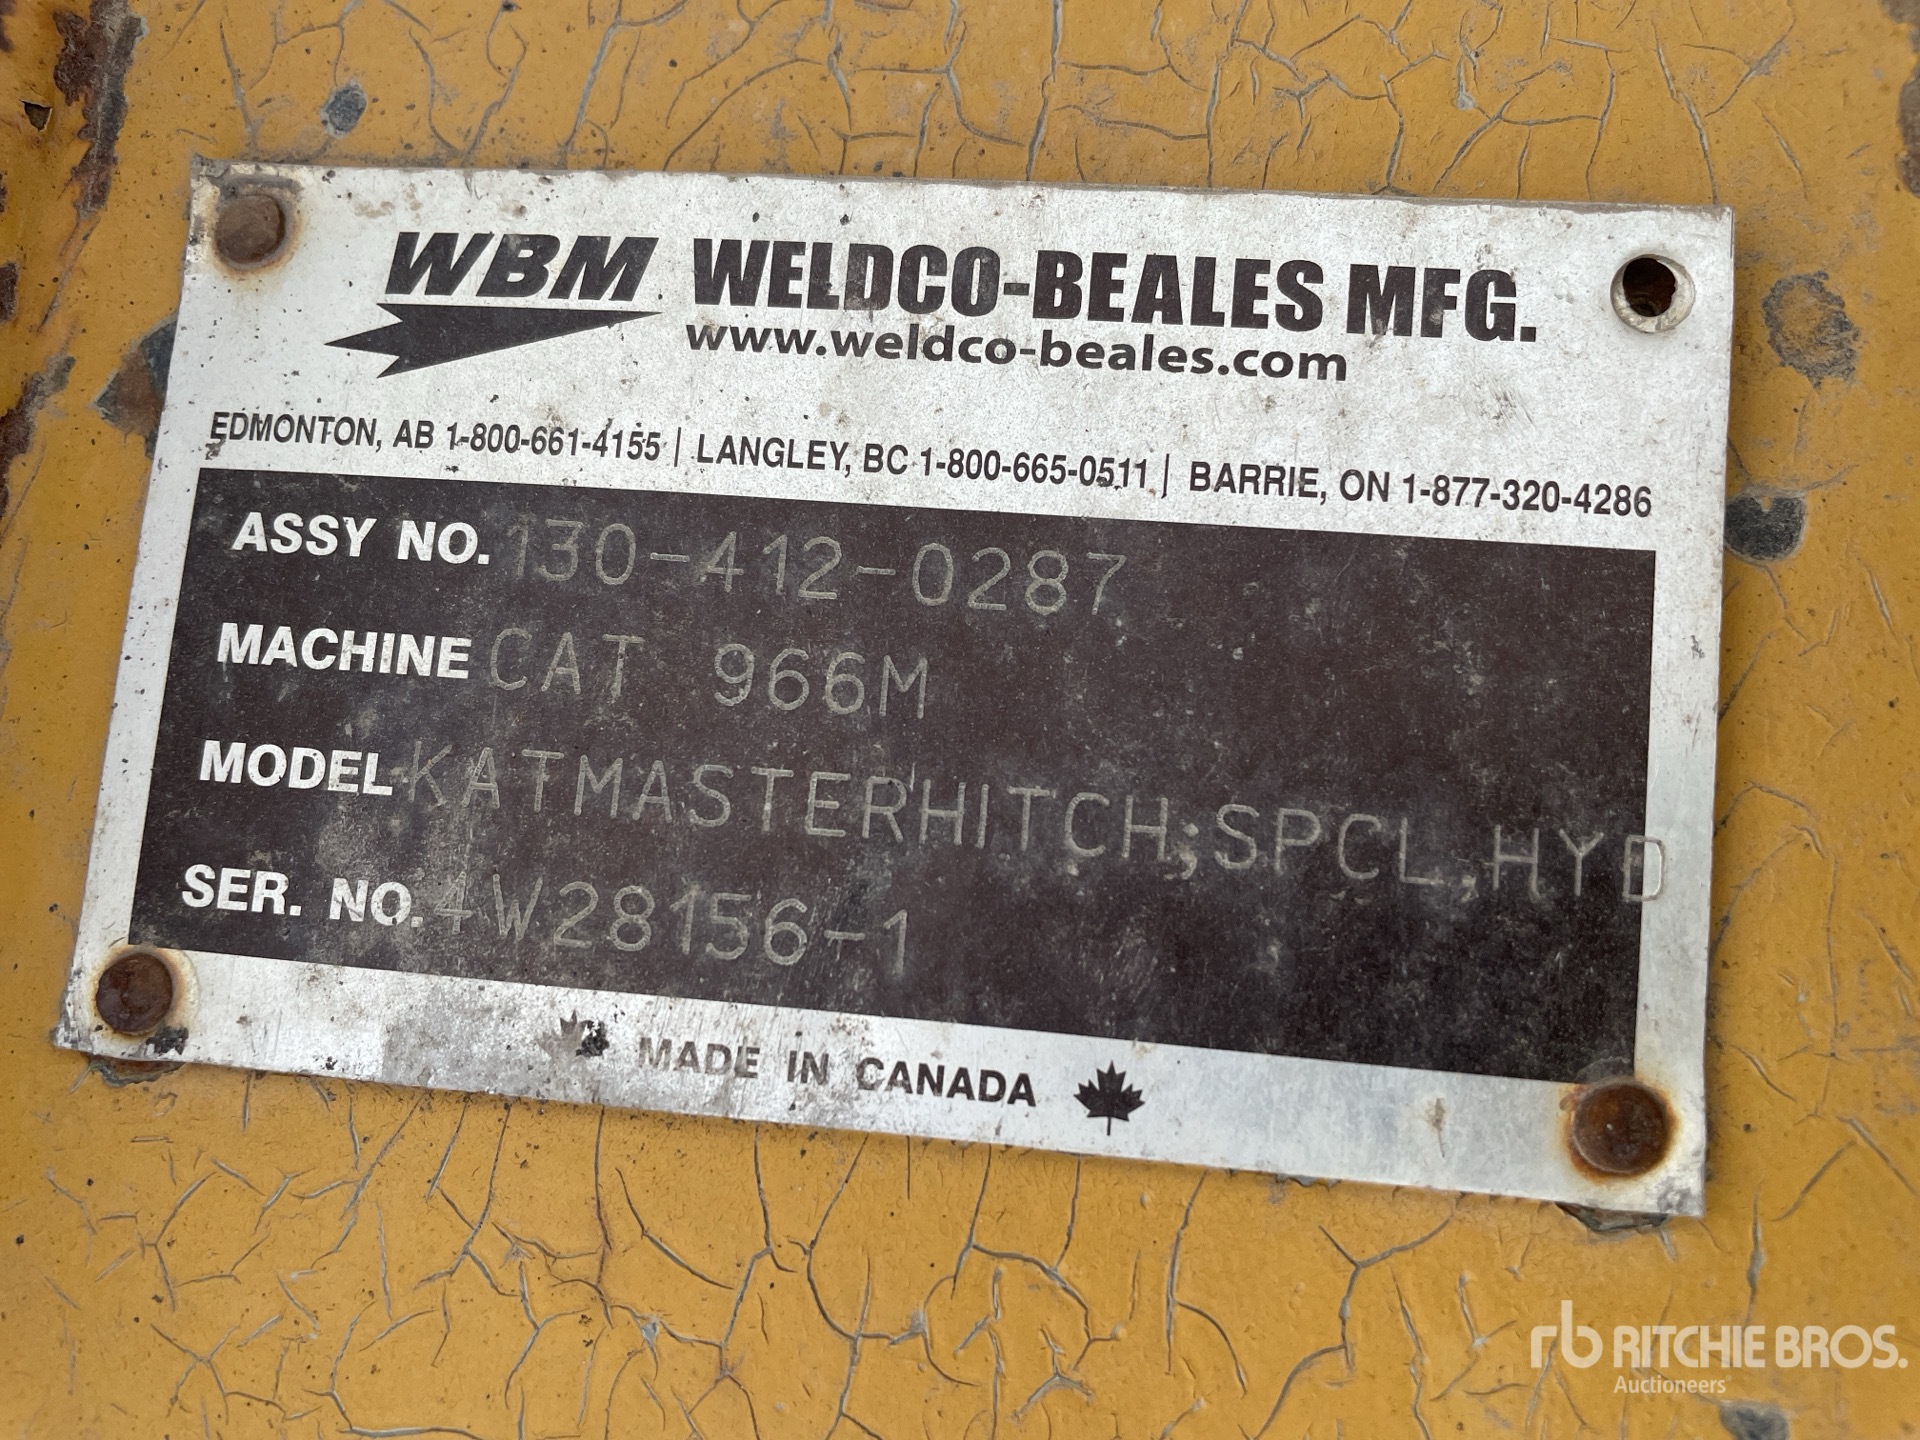 WBM WELDCO-BEALES MFG.
www.weldco-beales.com
EDMONTON, AB 1-800-661-4155 | LANGLEY, BC 1-800-665-0511 | BARRIE, ON 1-877-320-4286
ASSY NO. 130-412-0287
MACHINE CAT 966M
MODEL KATMASTERHITCH;SPCL,HYD
SER. NO. 4W28156-1
MADE IN CANADA
rb RITCHIE BROS.
Auctioneers